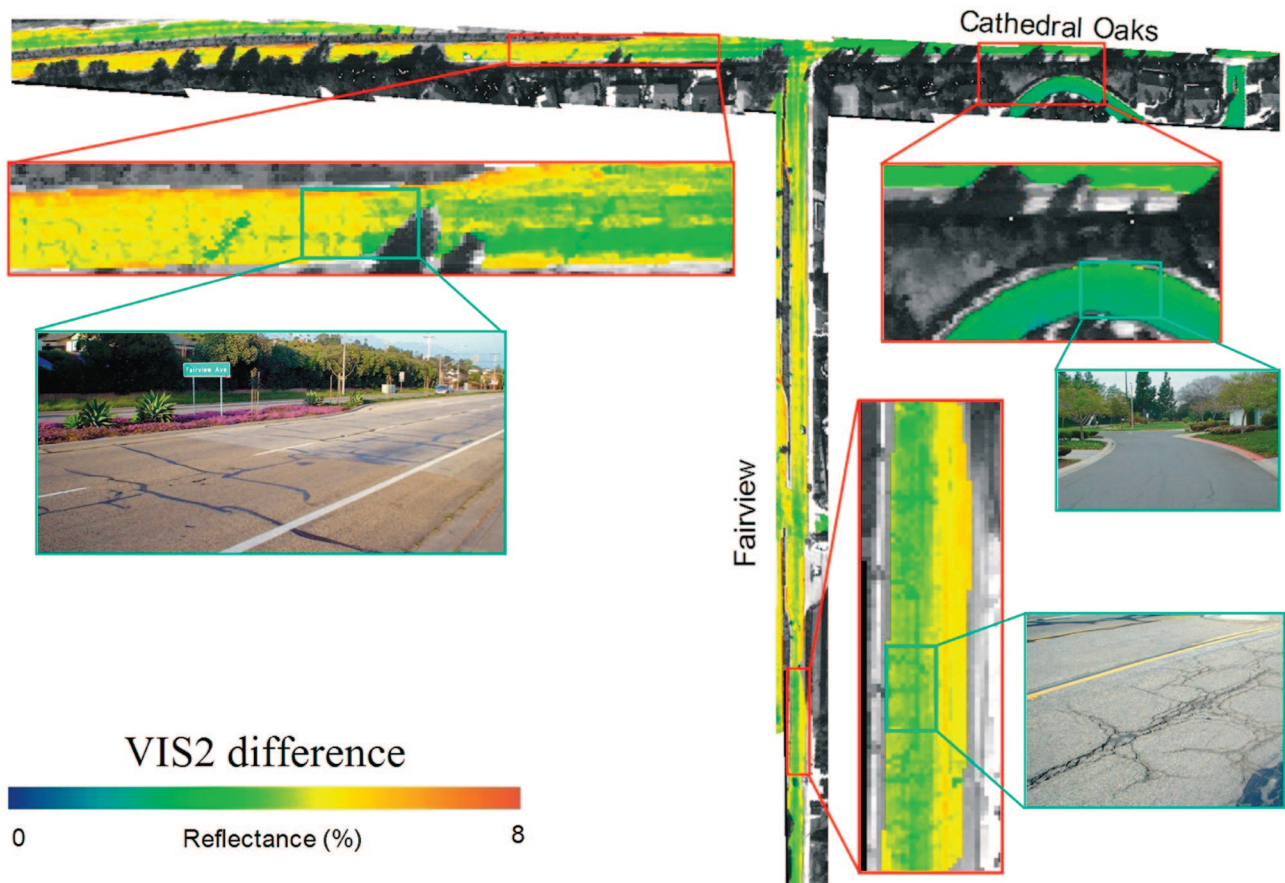 Cathedral Oaks
Fairview Ave
Fairview
VIS2 difference
0
8
Reflectance (%)